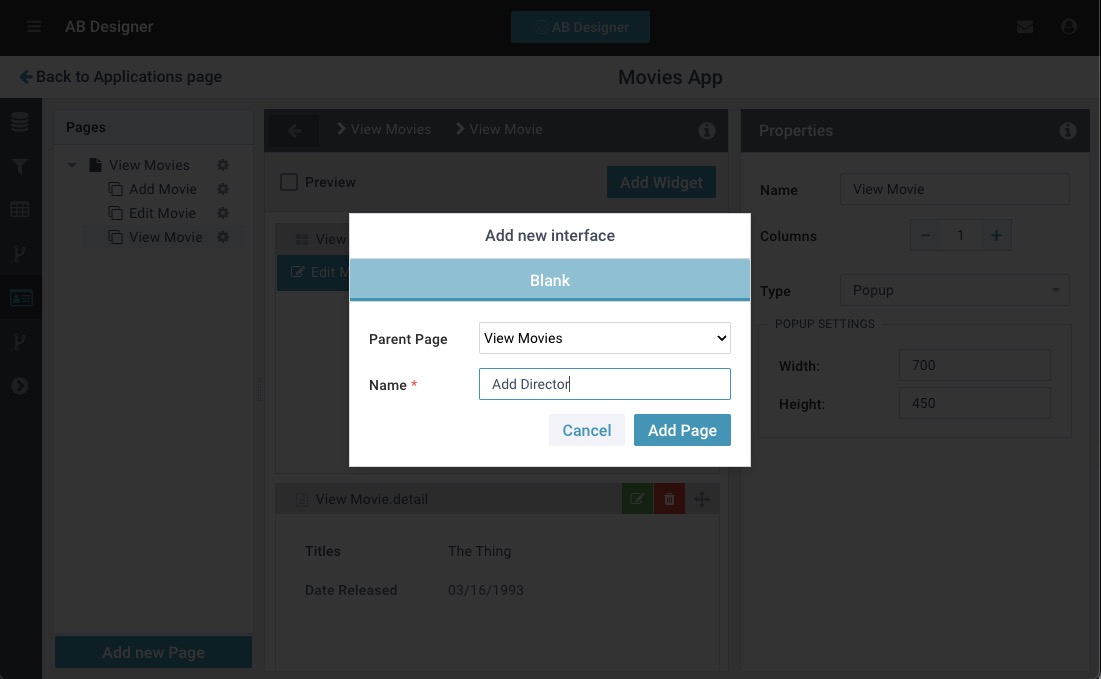 AB Designer
AB Designer
Back to Applications page
Movies App
Pages
View Movies
Add Movie
Edit Movie
View Movie
Add new Page
View Movies
View Movie
Preview
Add Widget
View
Edit M
Add new interface
Blank
Parent Page
View Movies
Name *
Add Director
Cancel
Add Page
View Movie.detail
Titles
The Thing
Date Released
03/16/1993
Properties
Name
View Movie
Columns
1
Type
Popup
POPUP SETTINGS
Width:
700
Height:
450